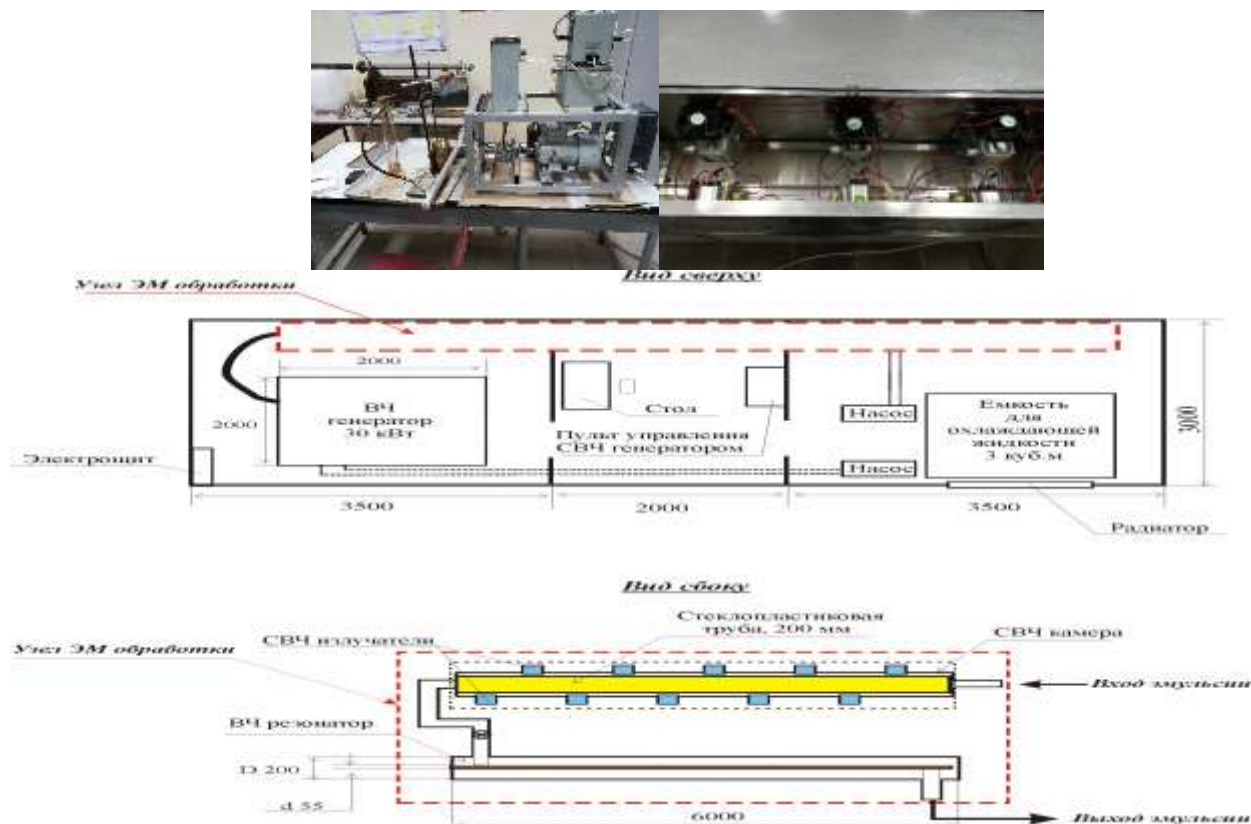 Вид сверху
Узел ЭМ обработки
2000
ВЧ
генератор
30 кВт
2000
Стол
Пульт управления
СВЧ генератором
Насос
Насос
Емкость
для
охлаждающей
жидкости
3 куб.м
3000
Электрощит
3500
2000
3500
Радиатор
Вид сбоку
Стеклопластиковая
труба, 200 мм
СВЧ излучатели
СВЧ камера
Узел ЭМ обработки
Вход эмульсии
ВЧ резонатор
D 200
d 55
6000
Выход эмульсии